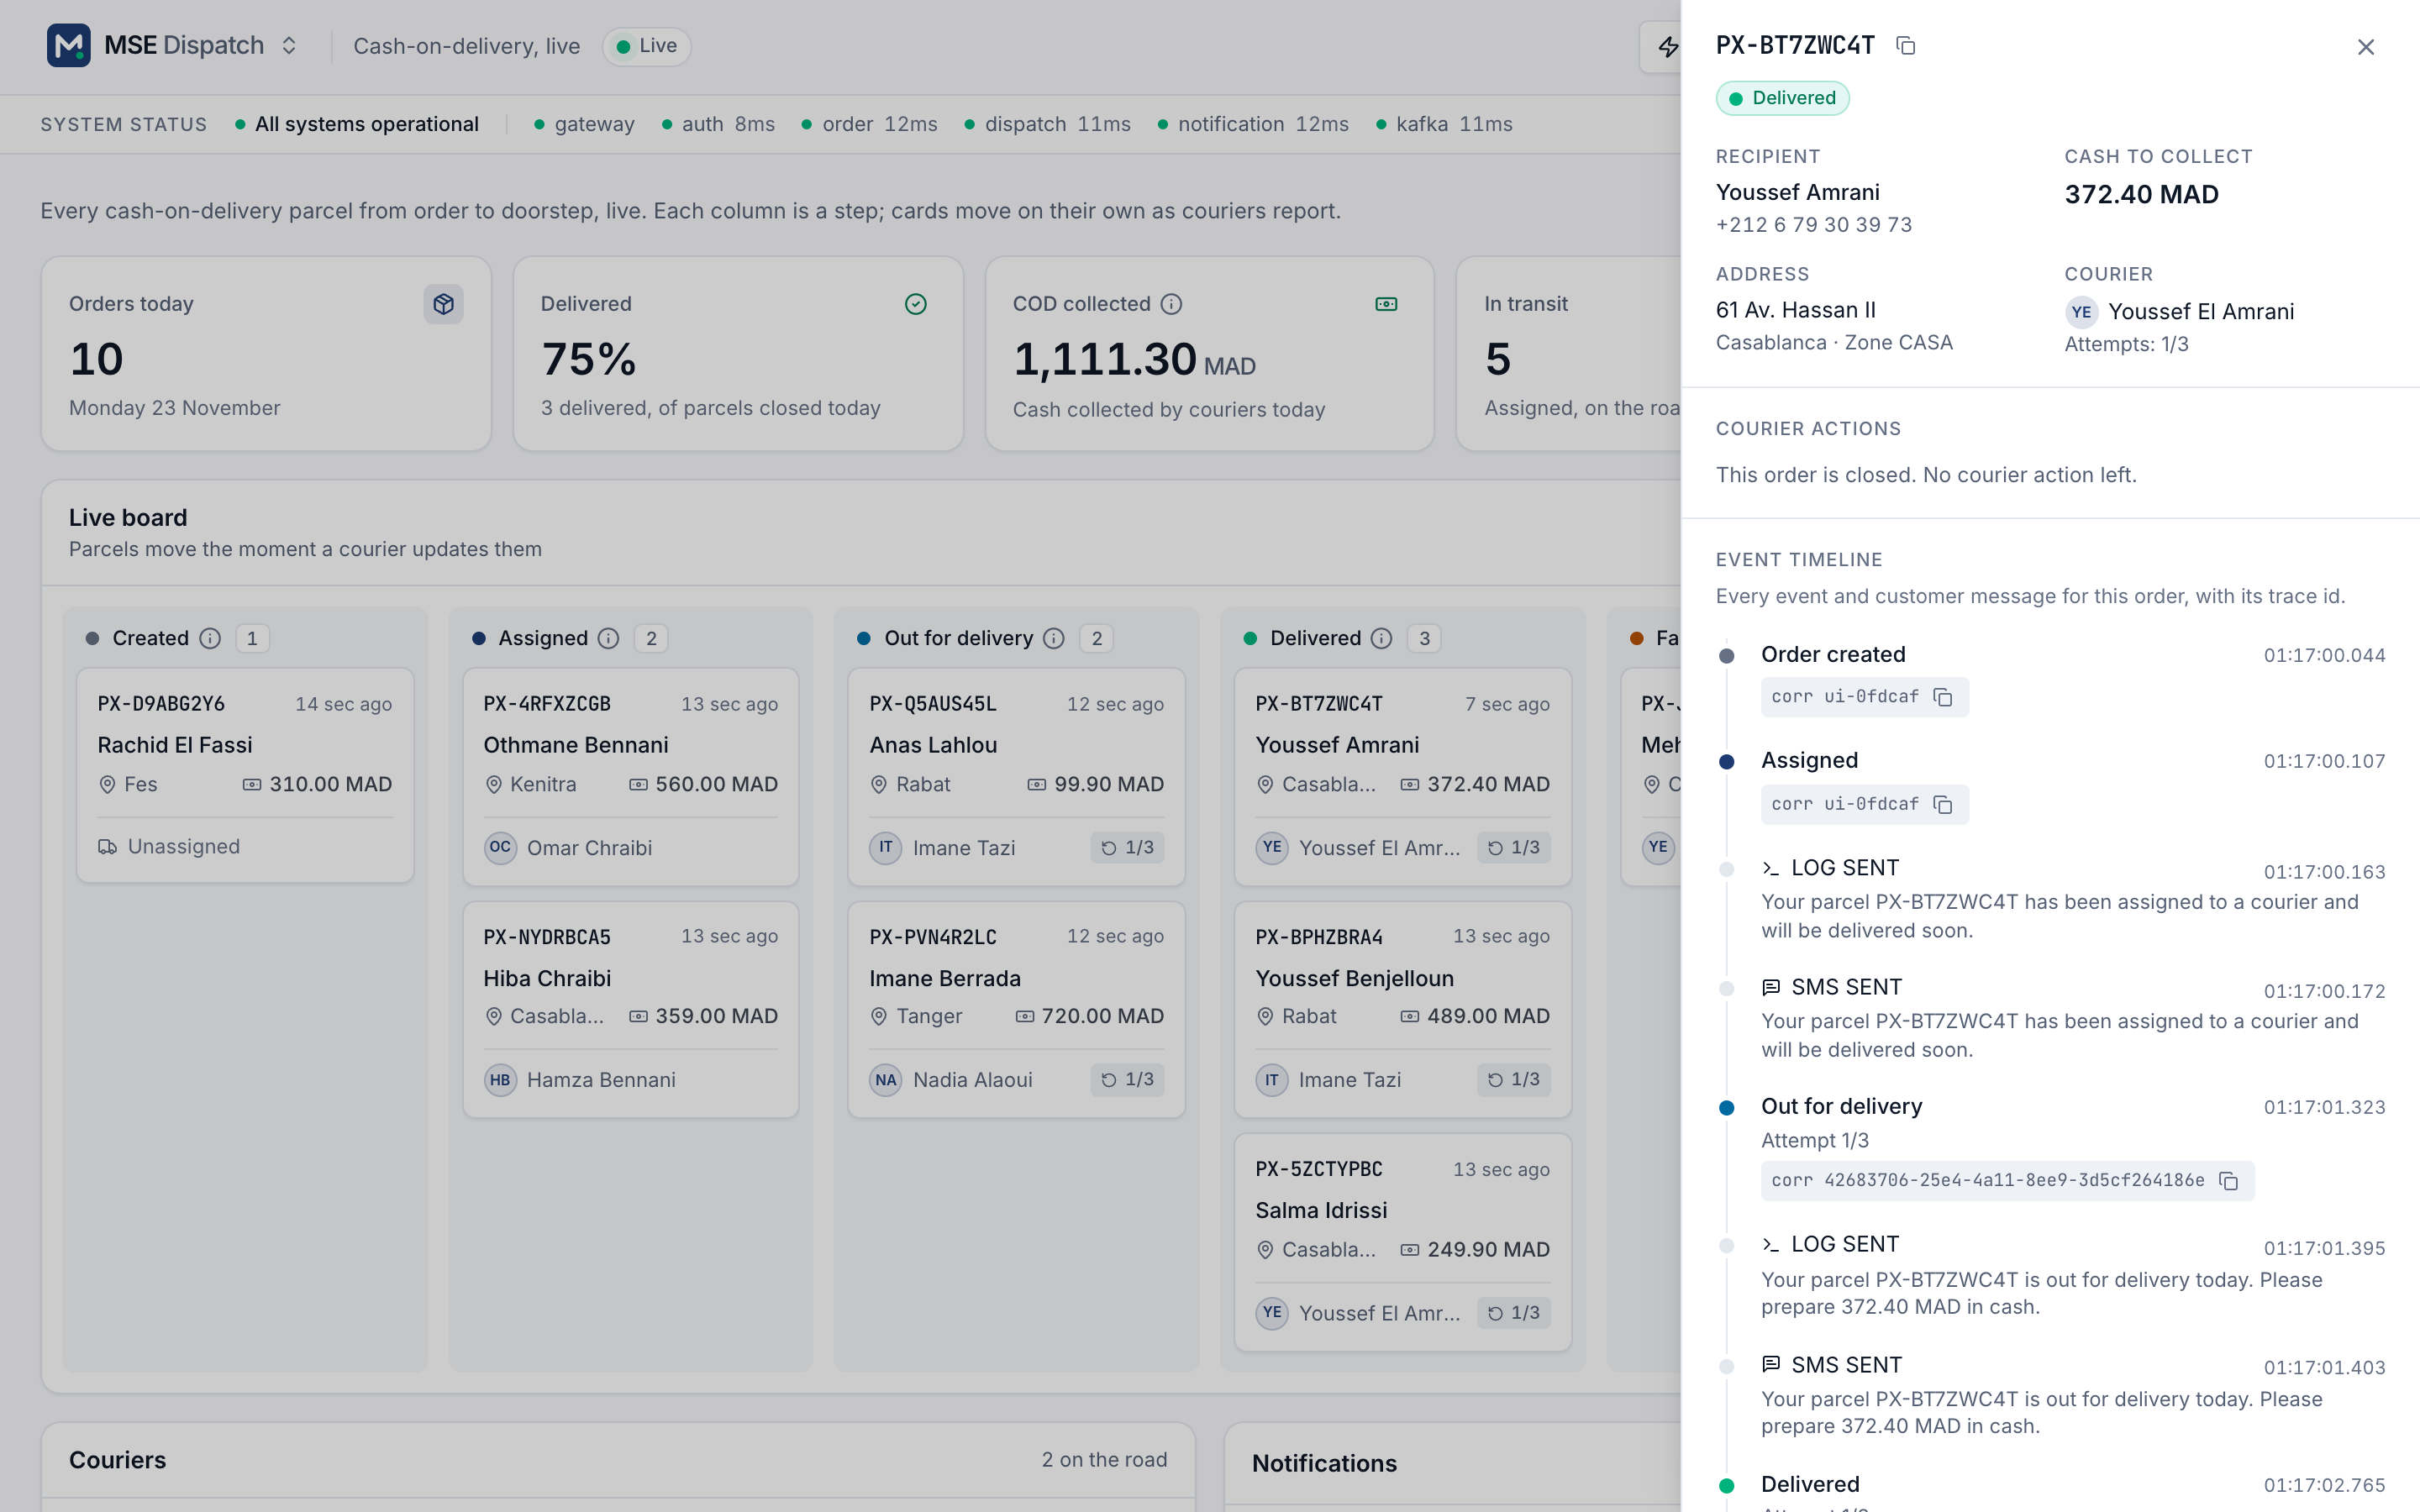 MSE Dispatch
Cash-on-delivery, live
Live
SYSTEM STATUS
All systems operational
gateway
auth 8ms
order 12ms
dispatch 11ms
notification 12ms
kafka 11ms
Every cash-on-delivery parcel from order to doorstep, live. Each column is a step; cards move on their own as couriers report.
Orders today
10
Monday 23 November
Delivered
75%
3 delivered, of parcels closed today
COD collected
1,111.30 MAD
Cash collected by couriers today
In transit
5
Assigned, on the roa
Live board
Parcels move the moment a courier updates them
Created 1
PX-D9ABG2Y6 14 sec ago
Rachid El Fassi
Fes 310.00 MAD
Unassigned
Assigned 2
PX-4RFXZCGB 13 sec ago
Othmane Bennani
Kenitra 560.00 MAD
OC Omar Chraibi
PX-NYDRBCA5 13 sec ago
Hiba Chraibi
Casabla... 359.00 MAD
HB Hamza Bennani
Out for delivery 2
PX-Q5AUS45L 12 sec ago
Anas Lahlou
Rabat 99.90 MAD
IT Imane Tazi 1/3
PX-PVN4R2LC 12 sec ago
Imane Berrada
Tanger 720.00 MAD
NA Nadia Alaoui 1/3
Delivered 3
PX-BT7ZWC4T 7 sec ago
Youssef Amrani
Casabla... 372.40 MAD
YE Youssef El Amr... 1/3
PX-BPHZBRA4 13 sec ago
Youssef Benjelloun
Rabat 489.00 MAD
IT Imane Tazi 1/3
PX-5ZCTYPBC 13 sec ago
Salma Idrissi
Casabla... 249.90 MAD
YE Youssef El Amr... 1/3
Fa
PX-
Meh
C
YE
Couriers
2 on the road
Notifications
PX-BT7ZWC4T
Delivered
RECIPIENT
Youssef Amrani
+212 6 79 30 39 73
CASH TO COLLECT
372.40 MAD
ADDRESS
61 Av. Hassan II
Casablanca · Zone CASA
COURIER
YE Youssef El Amrani
Attempts: 1/3
COURIER ACTIONS
This order is closed. No courier action left.
EVENT TIMELINE
Every event and customer message for this order, with its trace id.
Order created 01:17:00.044
corr ui-0fdcaf
Assigned 01:17:00.107
corr ui-0fdcaf
LOG SENT 01:17:00.163
Your parcel PX-BT7ZWC4T has been assigned to a courier and
will be delivered soon.
SMS SENT 01:17:00.172
Your parcel PX-BT7ZWC4T has been assigned to a courier and
will be delivered soon.
Out for delivery 01:17:01.323
Attempt 1/3
corr 42683706-25e4-4a11-8ee9-3d5cf264186e
LOG SENT 01:17:01.395
Your parcel PX-BT7ZWC4T is out for delivery today. Please
prepare 372.40 MAD in cash.
SMS SENT 01:17:01.403
Your parcel PX-BT7ZWC4T is out for delivery today. Please
prepare 372.40 MAD in cash.
Delivered 01:17:02.765